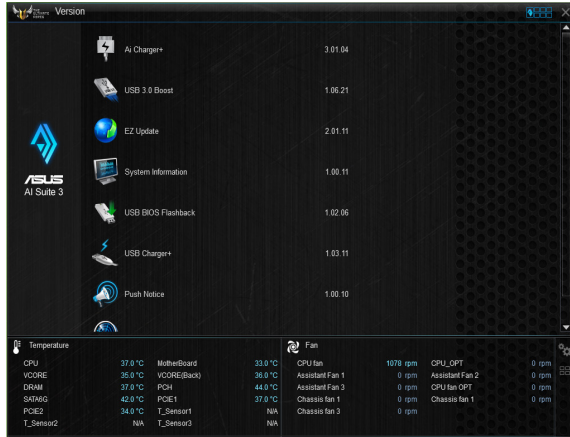 THE ULTIMATE FORCE Version
Ai Charger+ 3.01.04
USB 3.0 Boost 1.06.21
EZ Update 2.01.11
System Information 1.00.11
USB BIOS Flashback 1.02.06
USB Charger+ 1.03.11
Push Notice 1.00.10
ASUS
AI Suite 3
Temperature
CPU 37.0 °C MotherBoard 33.0 °C
VCORE 35.0 °C VCORE(Back) 36.0 °C
DRAM 37.0 °C PCH 44.0 °C
SATA6G 42.0 °C PCIE1 37.0 °C
PCIE2 34.0 °C T_Sensor1 N/A
T_Sensor2 N/A T_Sensor3 N/A
Fan
CPU fan 1078 rpm CPU_OPT 0 rpm
Assistant Fan 1 0 rpm Assistant Fan 2 0 rpm
Assistant Fan 3 0 rpm CPU fan OPT 0 rpm
Chassis fan 1 0 rpm Chassis fan 1 0 rpm
Chassis fan 3 0 rpm